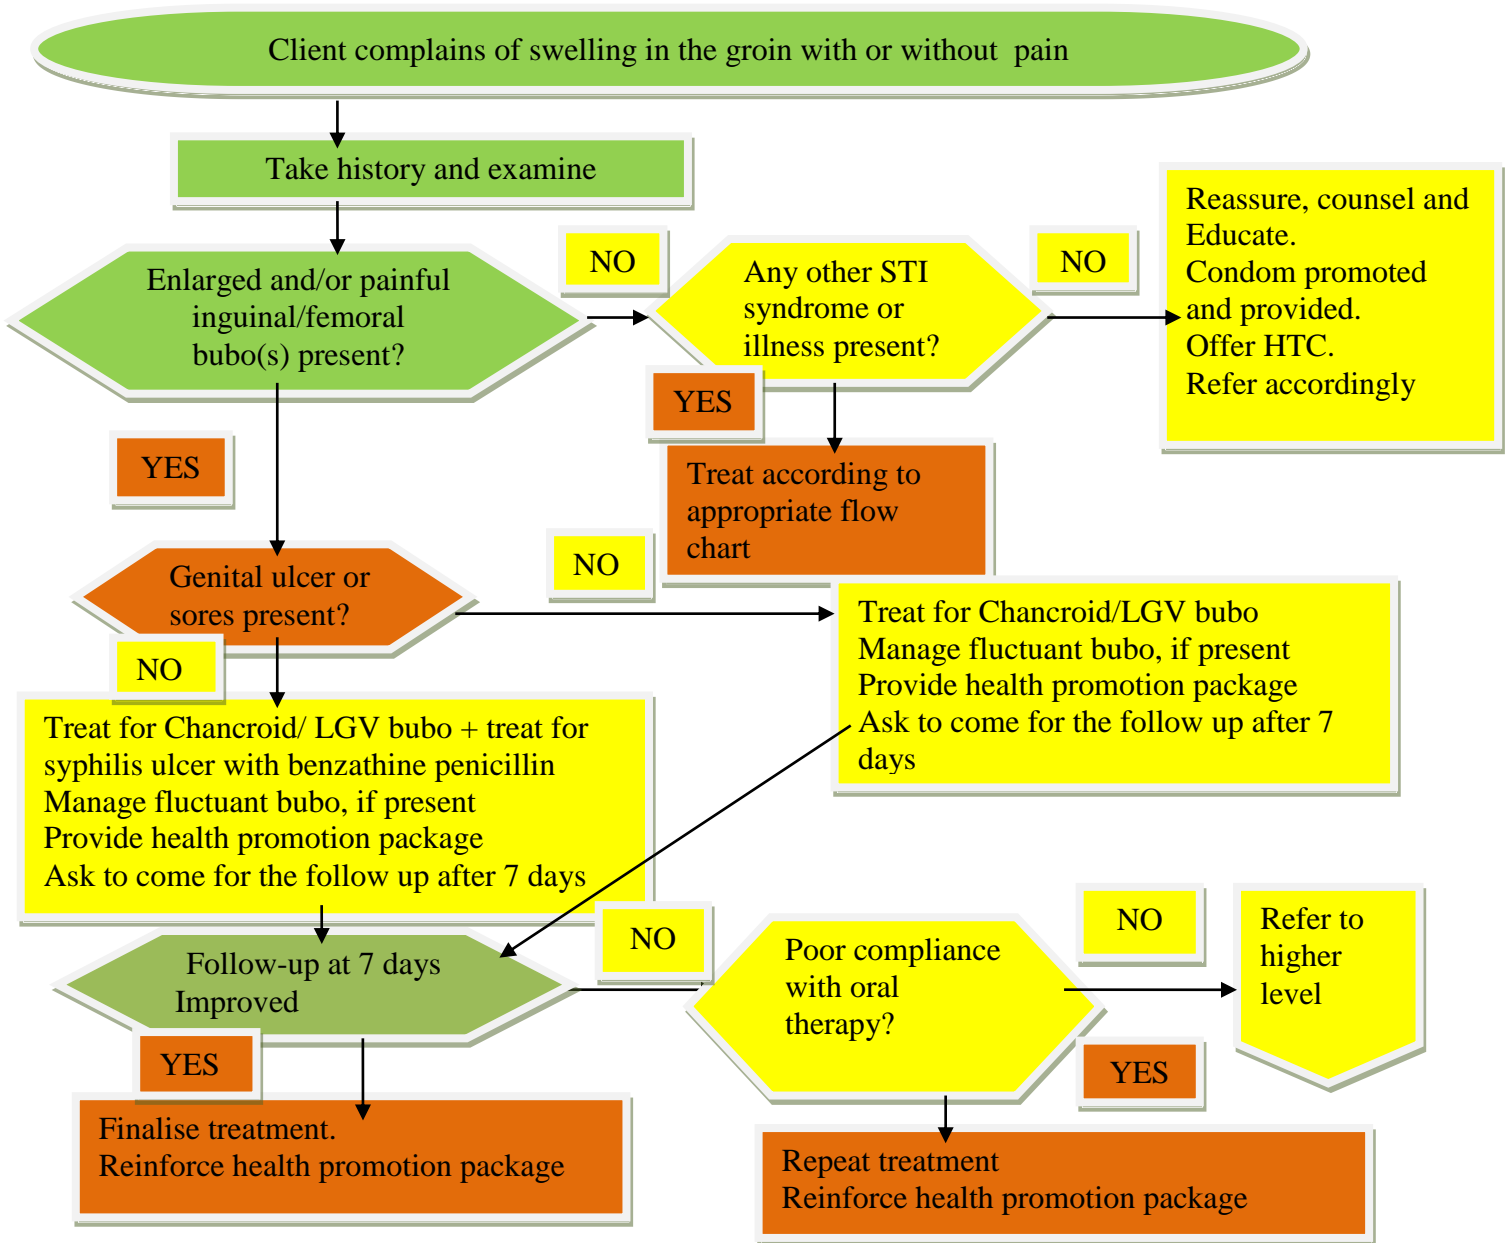 Client complains of swelling in the groin with or without pain
Take history and examine
Enlarged and/or painful
inguinal/femoral
bubo(s) present?
NO
Any other STI
syndrome or
illness present?
NO
Reassure, counsel and
Educate.
Condom promoted
and provided.
Offer HTC.
Refer accordingly
YES
Treat according to
appropriate flow
chart
YES
Genital ulcer or
sores present?
NO
Treat for Chancroid/LGV bubo
Manage fluctuant bubo, if present
Provide health promotion package
Ask to come for the follow up after 7
days
NO
Treat for Chancroid/ LGV bubo + treat for
syphilis ulcer with benzathine penicillin
Manage fluctuant bubo, if present
Provide health promotion package
Ask to come for the follow up after 7 days
Follow-up at 7 days
Improved
NO
Poor compliance
with oral
therapy?
NO
Refer to
higher
level
YES
Finalise treatment.
Reinforce health promotion package
YES
Repeat treatment
Reinforce health promotion package